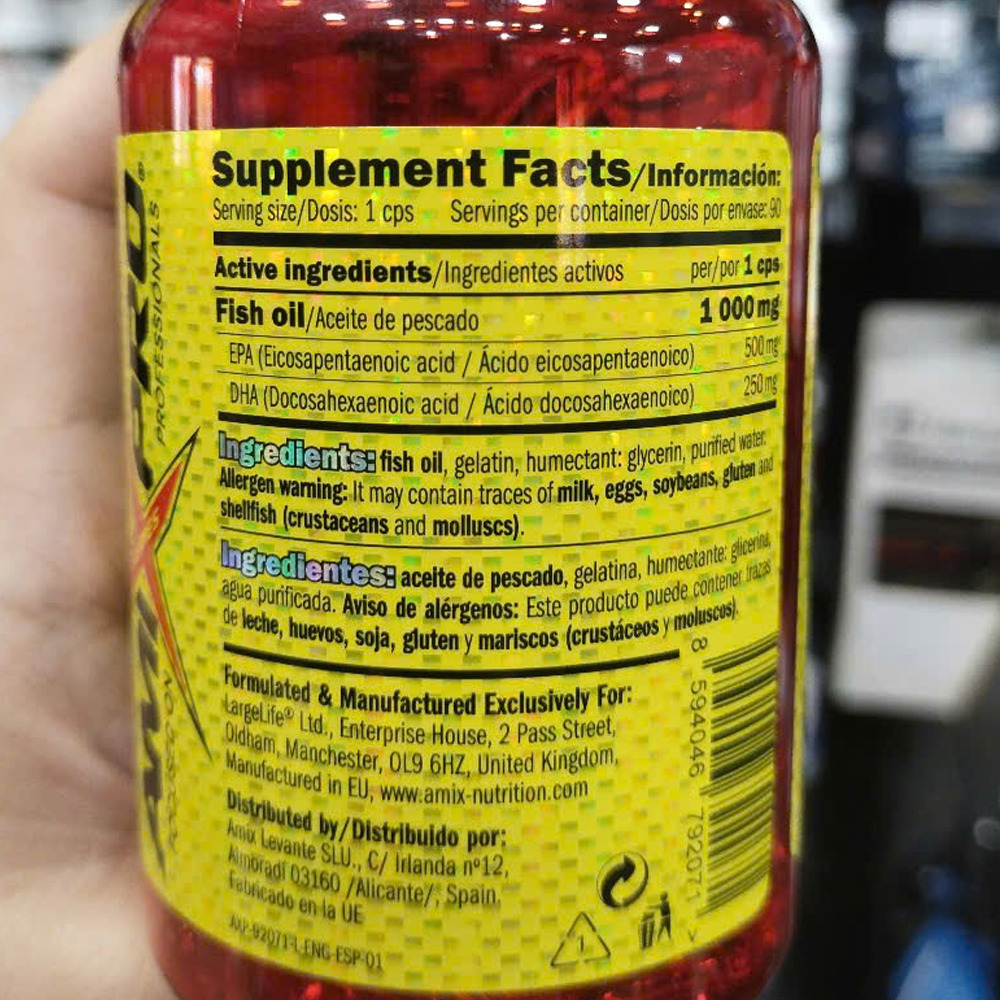 Supplement Facts/Información:
Serving size/Dosis: 1 cps Servings per container/Dosis por envase: 90
Active ingredients/Ingredientes activos per/por 1 cps
Fish oil/Aceite de pescado 1 000 mg
EPA (Eicosapentaenoic acid / Ácido eicosapentaenoico) 500 mg
DHA (Docosahexaenoic acid / Ácido docosahexaenoico) 250 mg
Ingredients: fish oil, gelatin, humectant: glycerin, purified water.
Allergen warning: It may contain traces of milk, eggs, soybeans, gluten and
shellfish (crustaceans and molluscs).
Ingredientes: aceite de pescado, gelatina, humectante: glicerina,
agua purificada. Aviso de alérgenos: Este producto puede contener trazas
de leche, huevos, soja, gluten y mariscos (crustáceos y moluscos).
Formulated & Manufactured Exclusively For:
LargeLife® Ltd., Enterprise House, 2 Pass Street,
Oldham, Manchester, OL9 6HZ, United Kingdom,
Manufactured in EU, www.amix-nutrition.com
Distributed by/Distribuido por:
Amix Levante SLU., C/ Irlanda nº12,
Almoradí 03160 /Alicante/, Spain.
Fabricado en la UE
AXP-92071-L-ENG-ESP-01
8 594046 792071 >
1
PROFESSIONALS